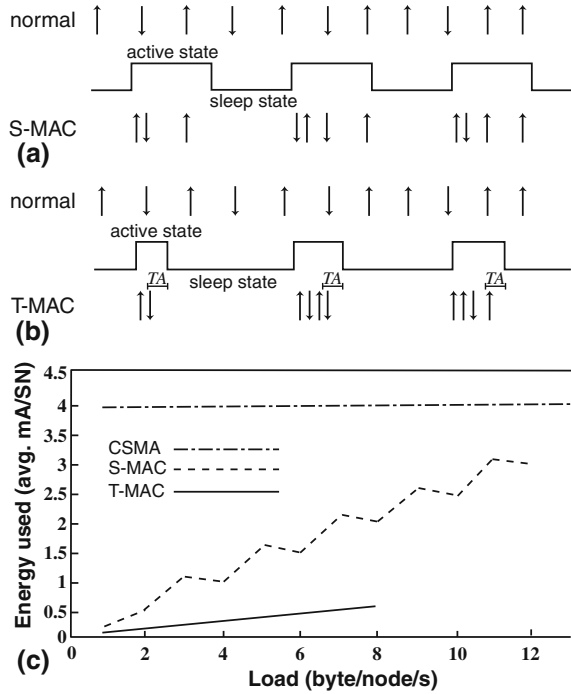 normal
active state
sleep state
S-MAC
(a)
normal
active state
TA TA TA
sleep state
T-MAC
(b)
4.5
4
3
2.5
2
1.5
1
0.5
0
Energy used (avg. mA/SN)
CSMA
S-MAC
T-MAC
0 2 4 6 8 10 12
(c)
Load (byte/node/s)